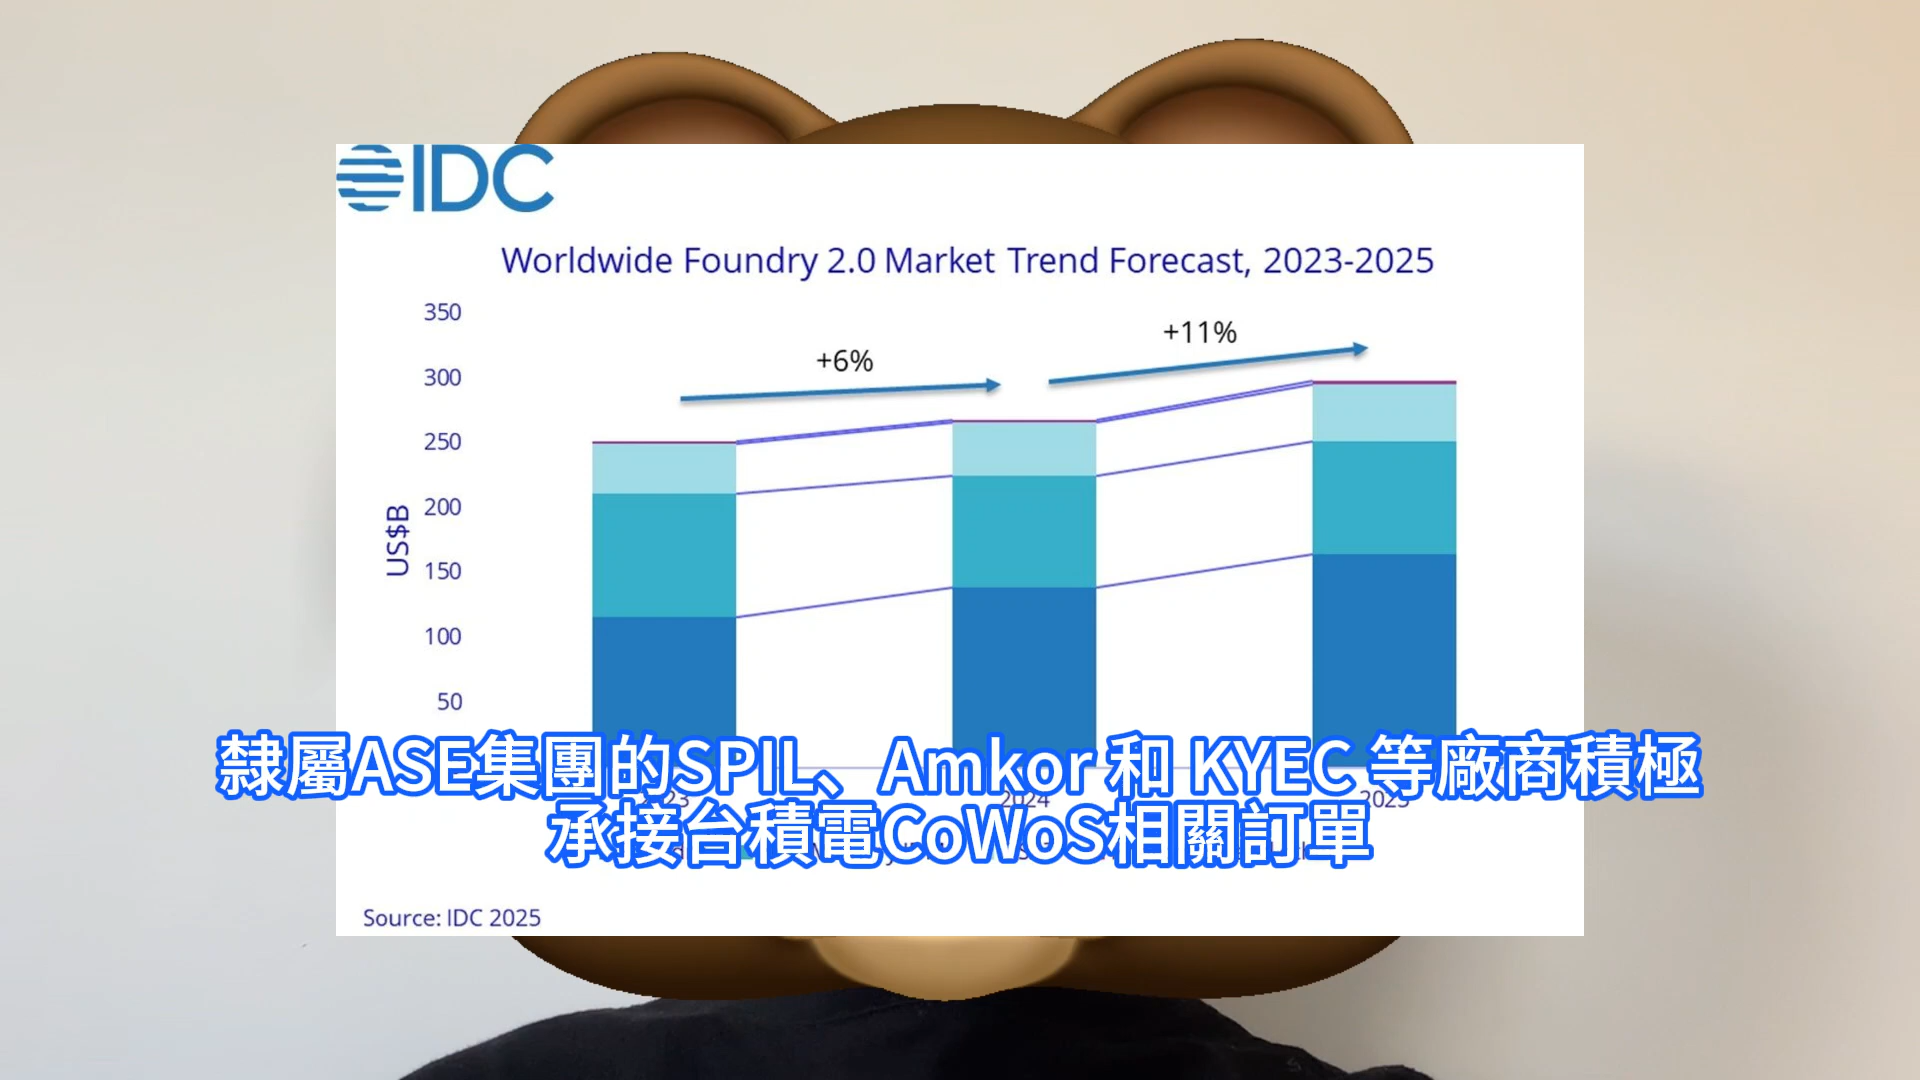 IDC
Worldwide Foundry 2.0 Market Trend Forecast, 2023-2025
350
300
250
200
150
100
50
US$B
+6%
+11%
隸屬ASE集團的SPIL、Amkor 和 KYEC 等廠商積極
2024
承接台積電CoWoS相關訂單
Source: IDC 2025